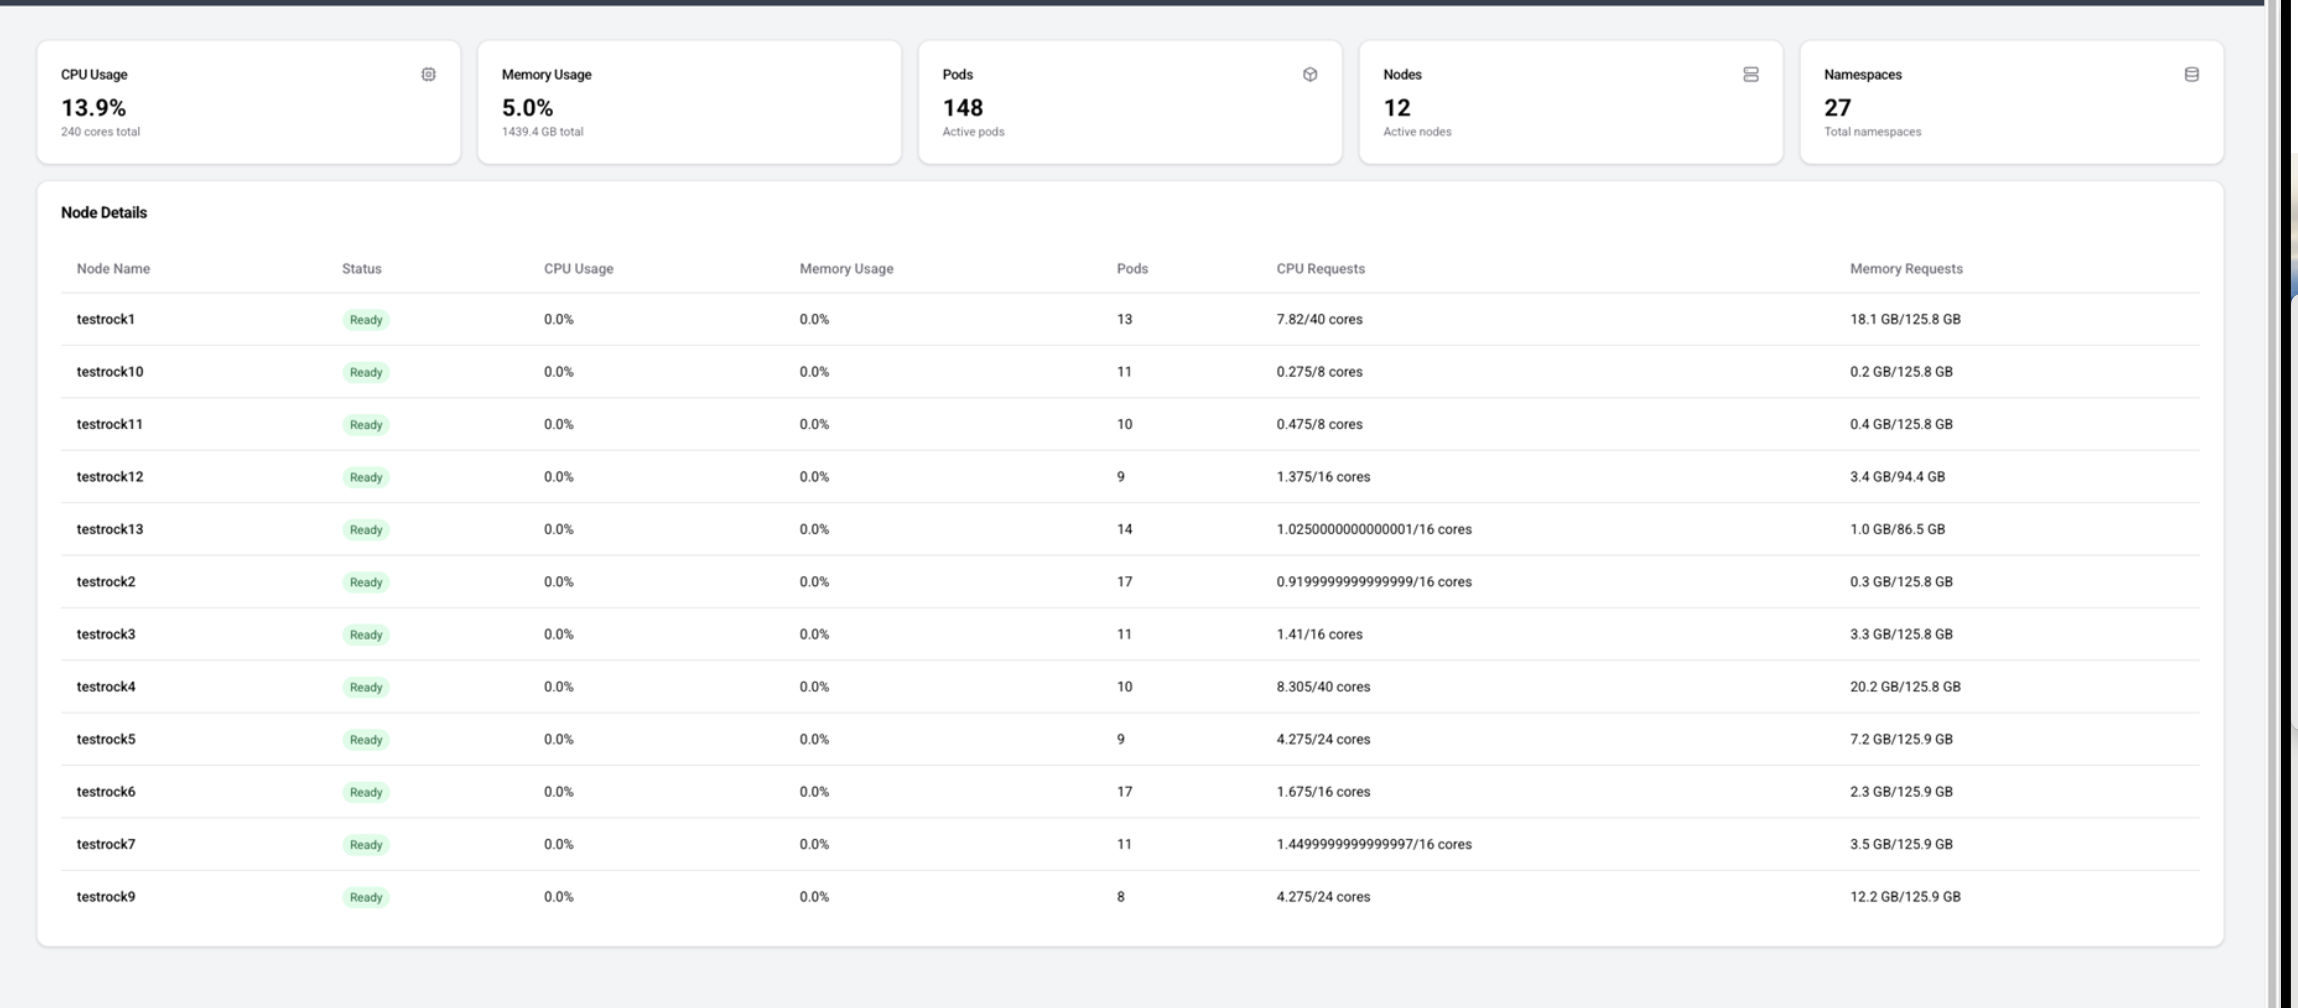 CPU Usage
13.9%
240 cores total
Memory Usage
5.0%
1439.4 GB total
Pods
148
Active pods
Nodes
12
Active nodes
Namespaces
27
Total namespaces
Node Details
Node Name Status CPU Usage Memory Usage Pods CPU Requests Memory Requests
testrock1 Ready 0.0% 0.0% 13 7.82/40 cores 18.1 GB/125.8 GB
testrock10 Ready 0.0% 0.0% 11 0.275/8 cores 0.2 GB/125.8 GB
testrock11 Ready 0.0% 0.0% 10 0.475/8 cores 0.4 GB/125.8 GB
testrock12 Ready 0.0% 0.0% 9 1.375/16 cores 3.4 GB/94.4 GB
testrock13 Ready 0.0% 0.0% 14 1.0250000000000001/16 cores 1.0 GB/86.5 GB
testrock2 Ready 0.0% 0.0% 17 0.9199999999999999/16 cores 0.3 GB/125.8 GB
testrock3 Ready 0.0% 0.0% 11 1.41/16 cores 3.3 GB/125.8 GB
testrock4 Ready 0.0% 0.0% 10 8.305/40 cores 20.2 GB/125.8 GB
testrock5 Ready 0.0% 0.0% 9 4.275/24 cores 7.2 GB/125.9 GB
testrock6 Ready 0.0% 0.0% 17 1.675/16 cores 2.3 GB/125.9 GB
testrock7 Ready 0.0% 0.0% 11 1.4499999999999997/16 cores 3.5 GB/125.9 GB
testrock9 Ready 0.0% 0.0% 8 4.275/24 cores 12.2 GB/125.9 GB